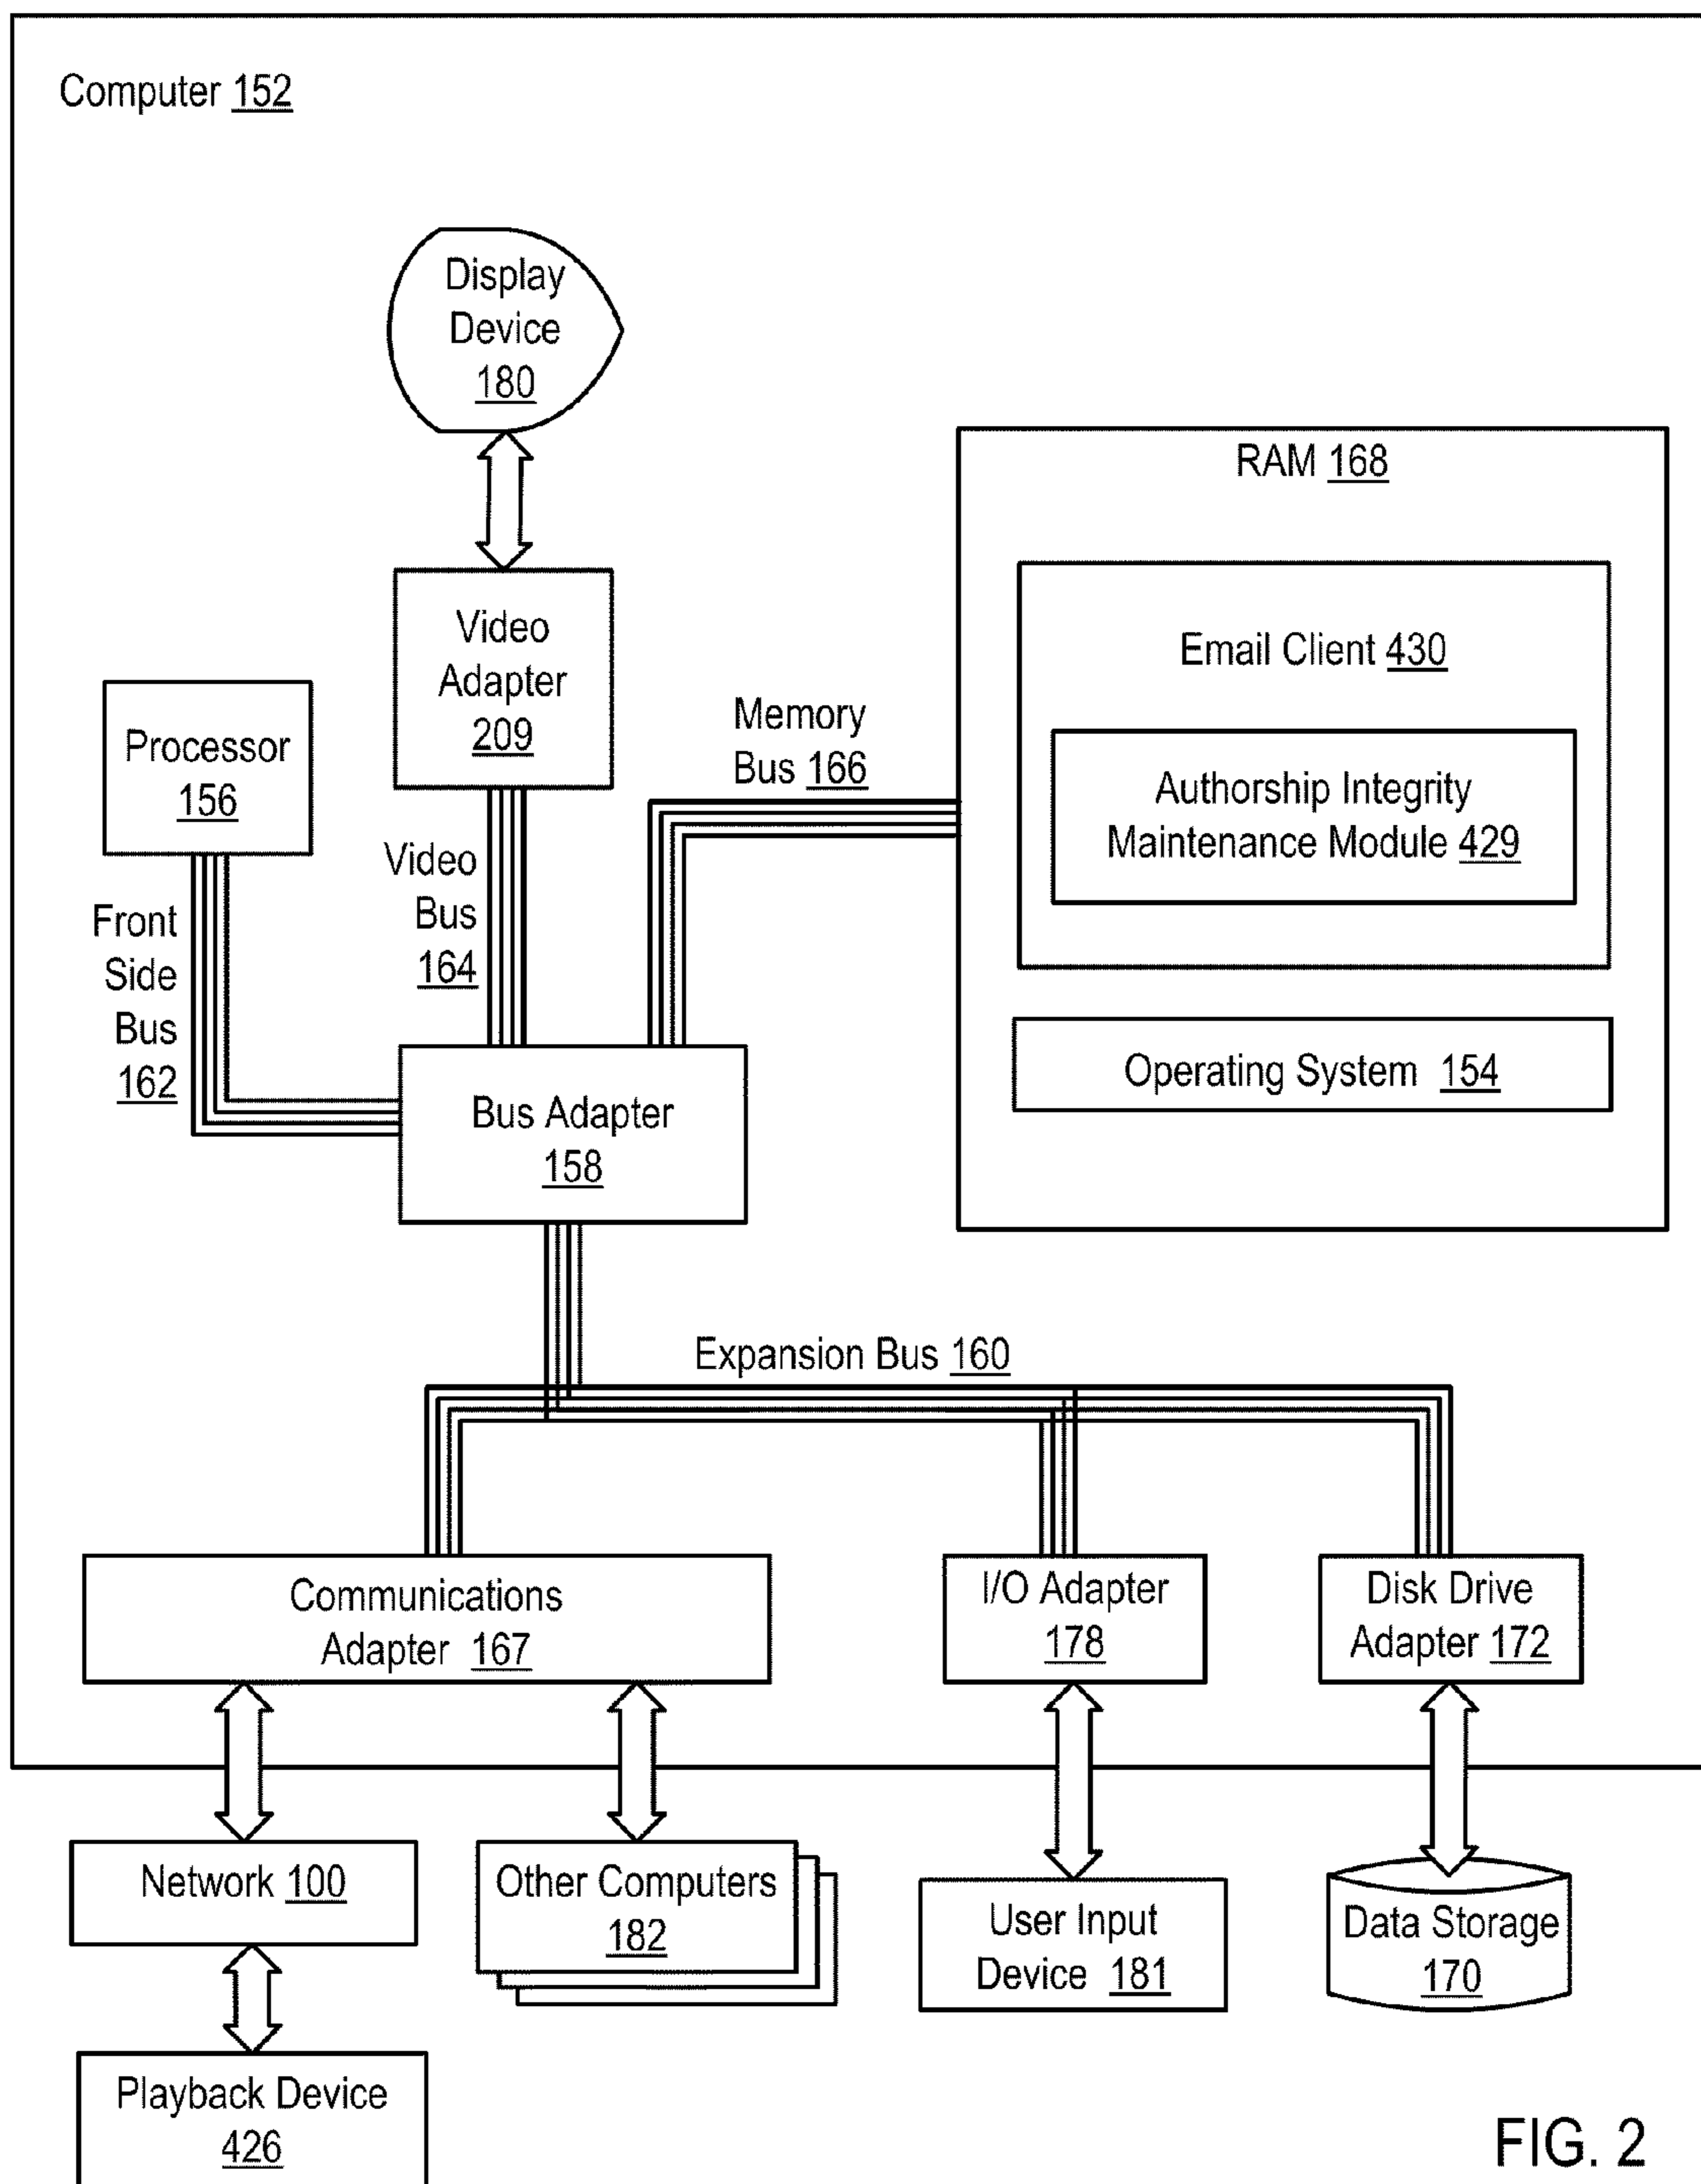 Computer 152
Display
Device
180
RAM 168
Video
Adapter
209
Email Client 430
Processor
156
Memory
Bus 166
Authorship Integrity
Maintenance Module 429
Video
Bus
164
Front
Side
Bus
162
Operating System 154
Bus Adapter
158
Expansion Bus 160
Communications
Adapter 167
I/O Adapter
178
Disk Drive
Adapter 172
Network 100
Other Computers
182
User Input
Device 181
Data Storage
170
Playback Device
426
FIG. 2